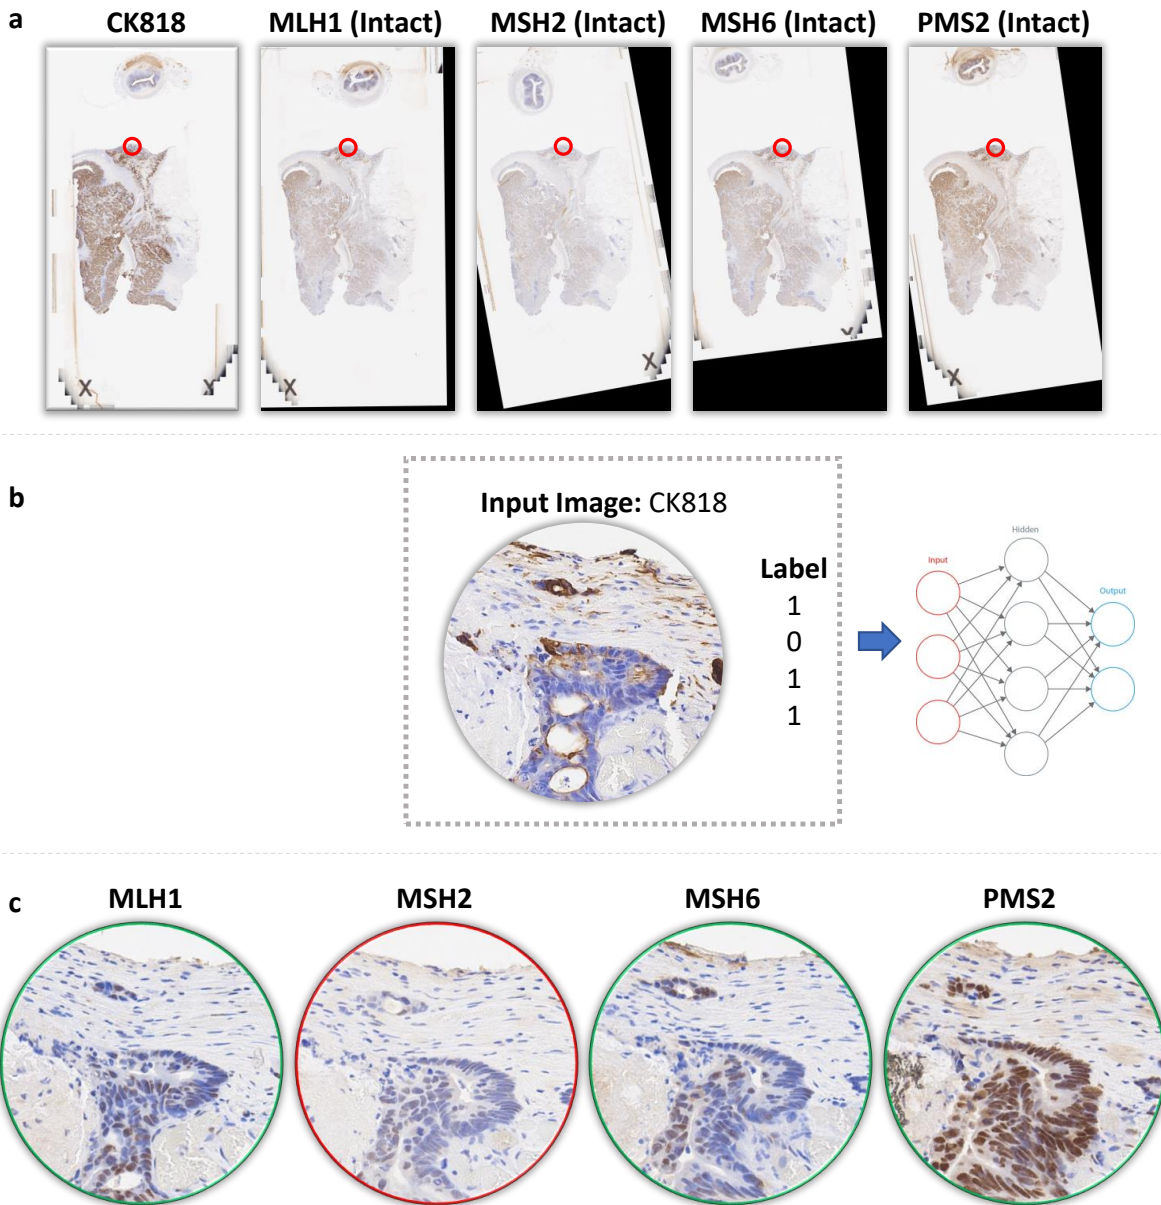 a
CK818 MLH1 (Intact) MSH2 (Intact) MSH6 (Intact) PMS2 (Intact)
X X X X X X
b
Input Image: CK818
Label
1
0
1
1
Hidden
Input
Output
c
MLH1 MSH2 MSH6 PMS2